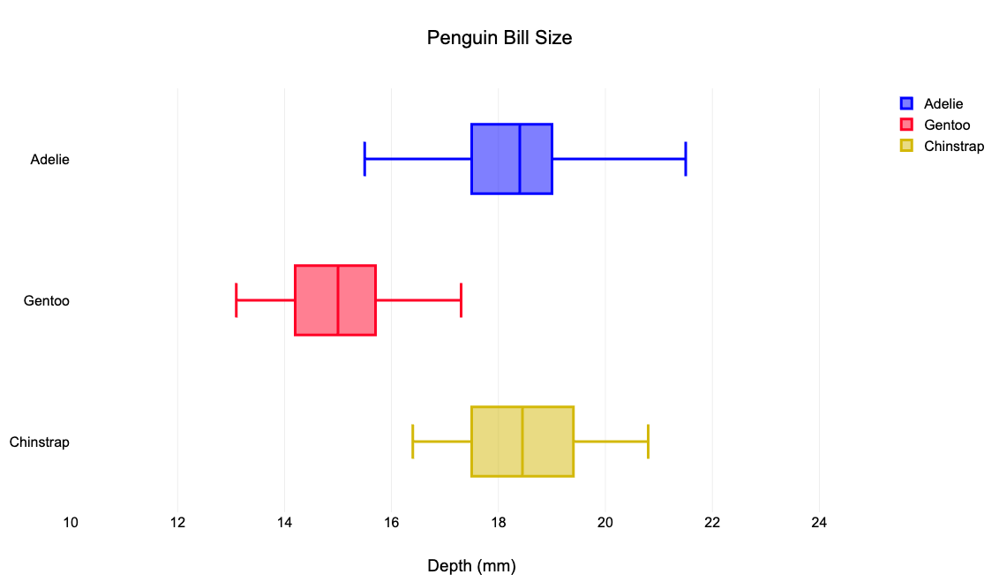 Penguin Bill Size
Adelie
Gentoo
Chinstrap
Adelie
Gentoo
Chinstrap
10 12 14 16 18 20 22 24
Depth (mm)